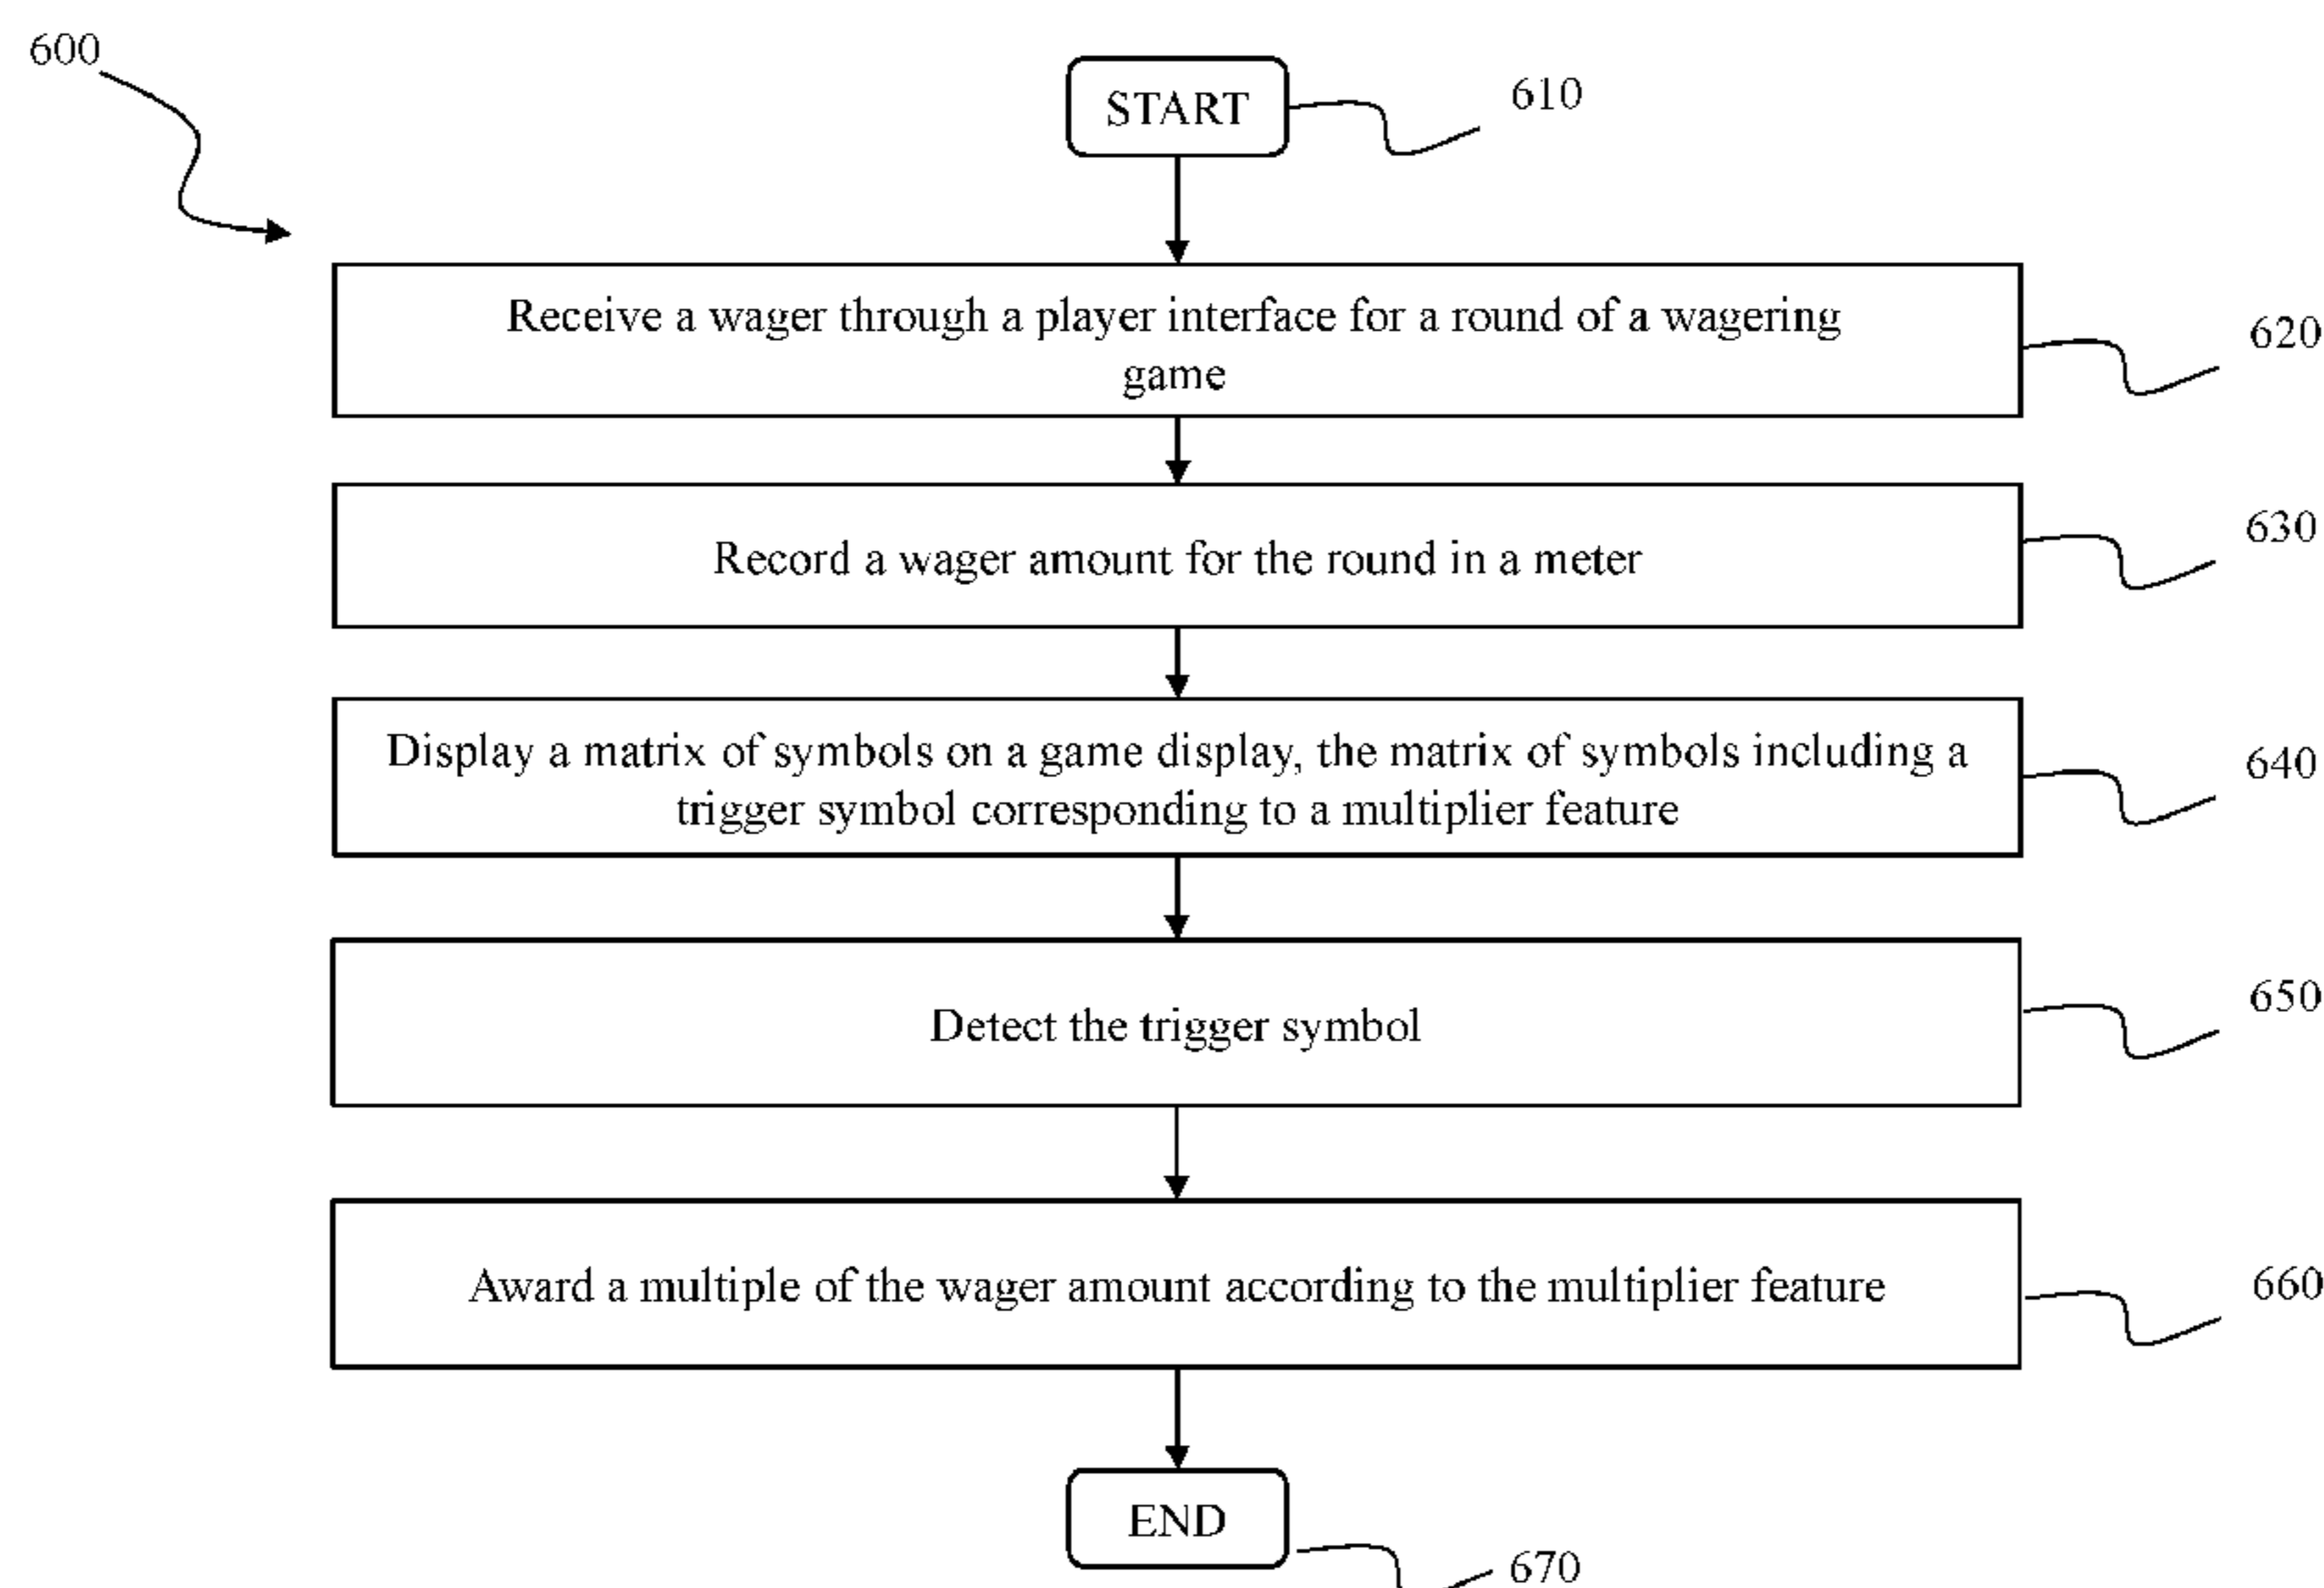 600
START
610
Receive a wager through a player interface for a round of a wagering
game
620
Record a wager amount for the round in a meter
630
Display a matrix of symbols on a game display, the matrix of symbols including a
trigger symbol corresponding to a multiplier feature
640
Detect the trigger symbol
650
Award a multiple of the wager amount according to the multiplier feature
660
END
670